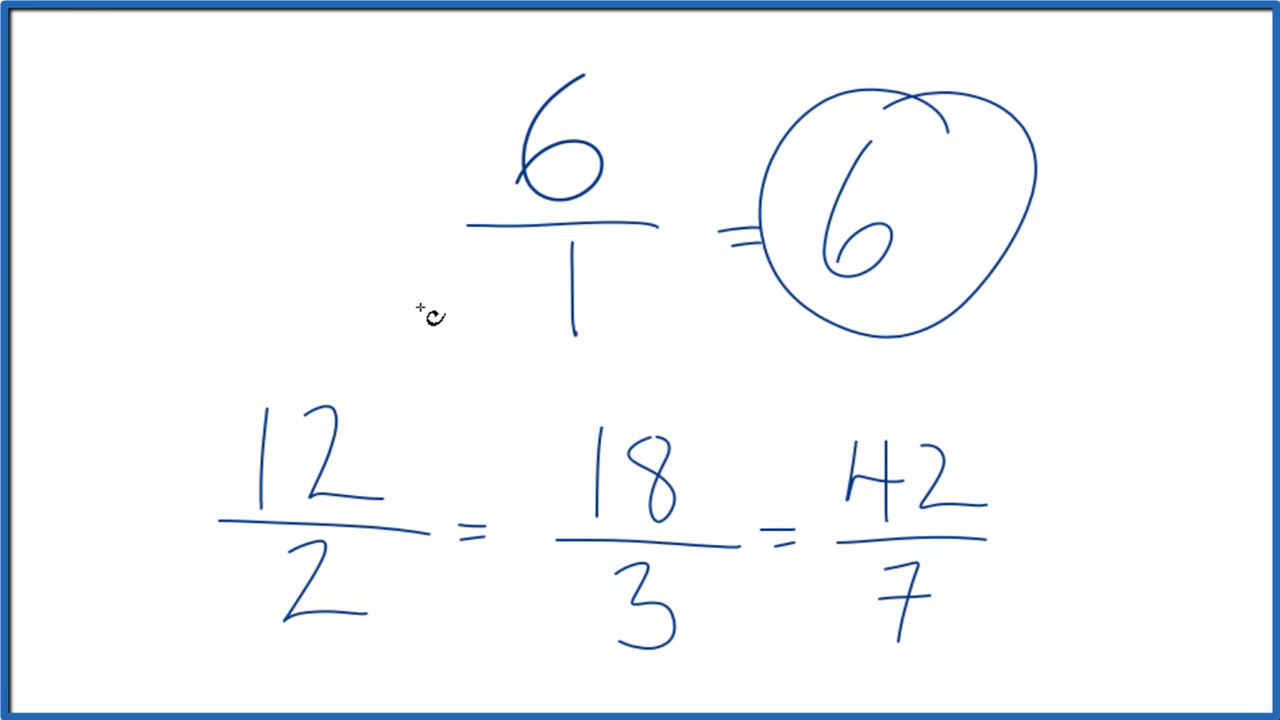 6/1 = 6
12/2 = 18/3 = 42/7